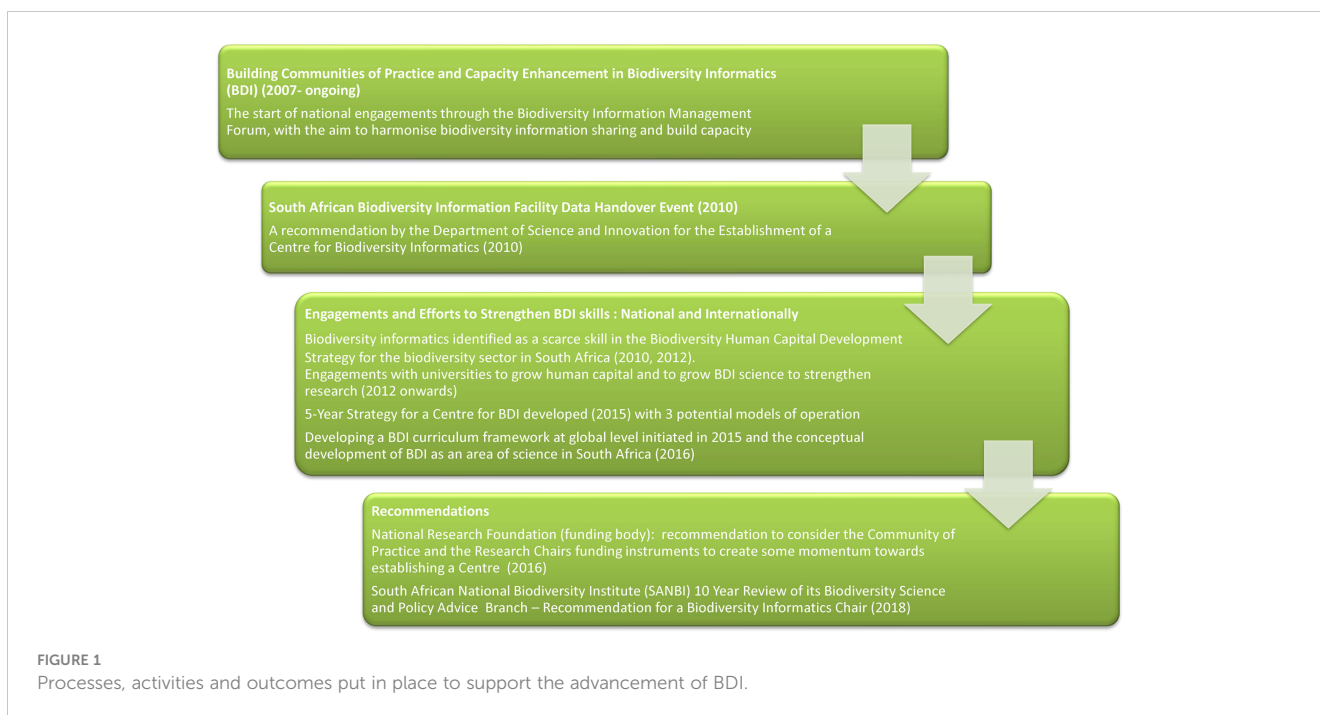 Building Communities of Practice and Capacity Enhancement in Biodiversity Informatics
(BDI) (2007- ongoing)
The start of national engagements through the Biodiversity Information Management
Forum, with the aim to harmonise biodiversity information sharing and build capacity
South African Biodiversity Information Facility Data Handover Event (2010)
A recommendation by the Department of Science and Innovation for the Establishment of a
Centre for Biodiversity Informatics (2010)
Engagements and Efforts to Strengthen BDI skills : National and Internationally
Biodiversity informatics identified as a scarce skill in the Biodiversity Human Capital Development
Strategy for the biodiversity sector in South Africa (2010, 2012).
Engagements with universities to grow human capital and to grow BDI science to strengthen
research (2012 onwards)
5-Year Strategy for a Centre for BDI developed (2015) with 3 potential models of operation
Developing a BDI curriculum framework at global level initiated in 2015 and the conceptual
development of BDI as an area of science in South Africa (2016)
Recommendations
National Research Foundation (funding body): recommendation to consider the Community of
Practice and the Research Chairs funding instruments to create some momentum towards
establishing a Centre (2016)
South African National Biodiversity Institute (SANBI) 10 Year Review of its Biodiversity Science
and Policy Advice Branch – Recommendation for a Biodiversity Informatics Chair (2018)
FIGURE 1
Processes, activities and outcomes put in place to support the advancement of BDI.